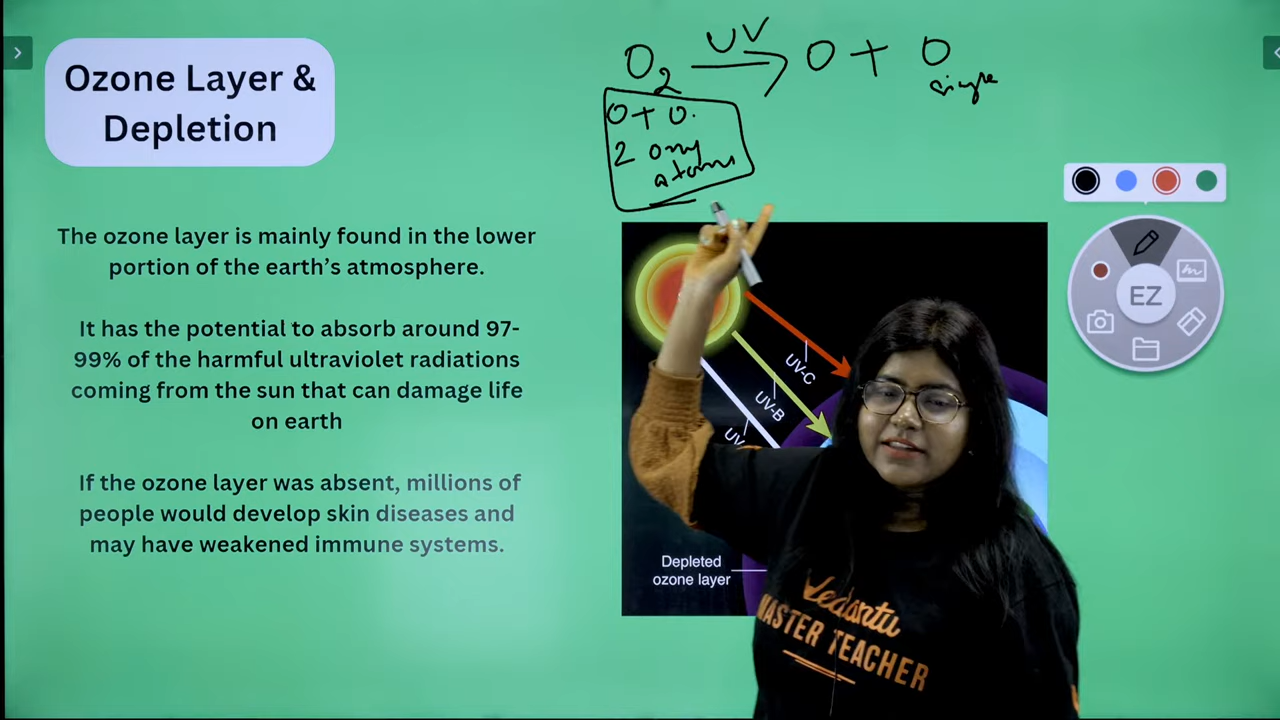 Ozone Layer &
Depletion
The ozone layer is mainly found in the lower
portion of the earth’s atmosphere.
It has the potential to absorb around 97-
99% of the harmful ultraviolet radiations
coming from the sun that can damage life
on earth
If the ozone layer was absent, millions of
people would develop skin diseases and
may have weakened immune systems.
O2 UV O + O
single
O + O.
2 oxy
atoms
EZ
UV-C
UV-B
UV
Depleted
ozone layer
Vedantu
MASTER TEACHER